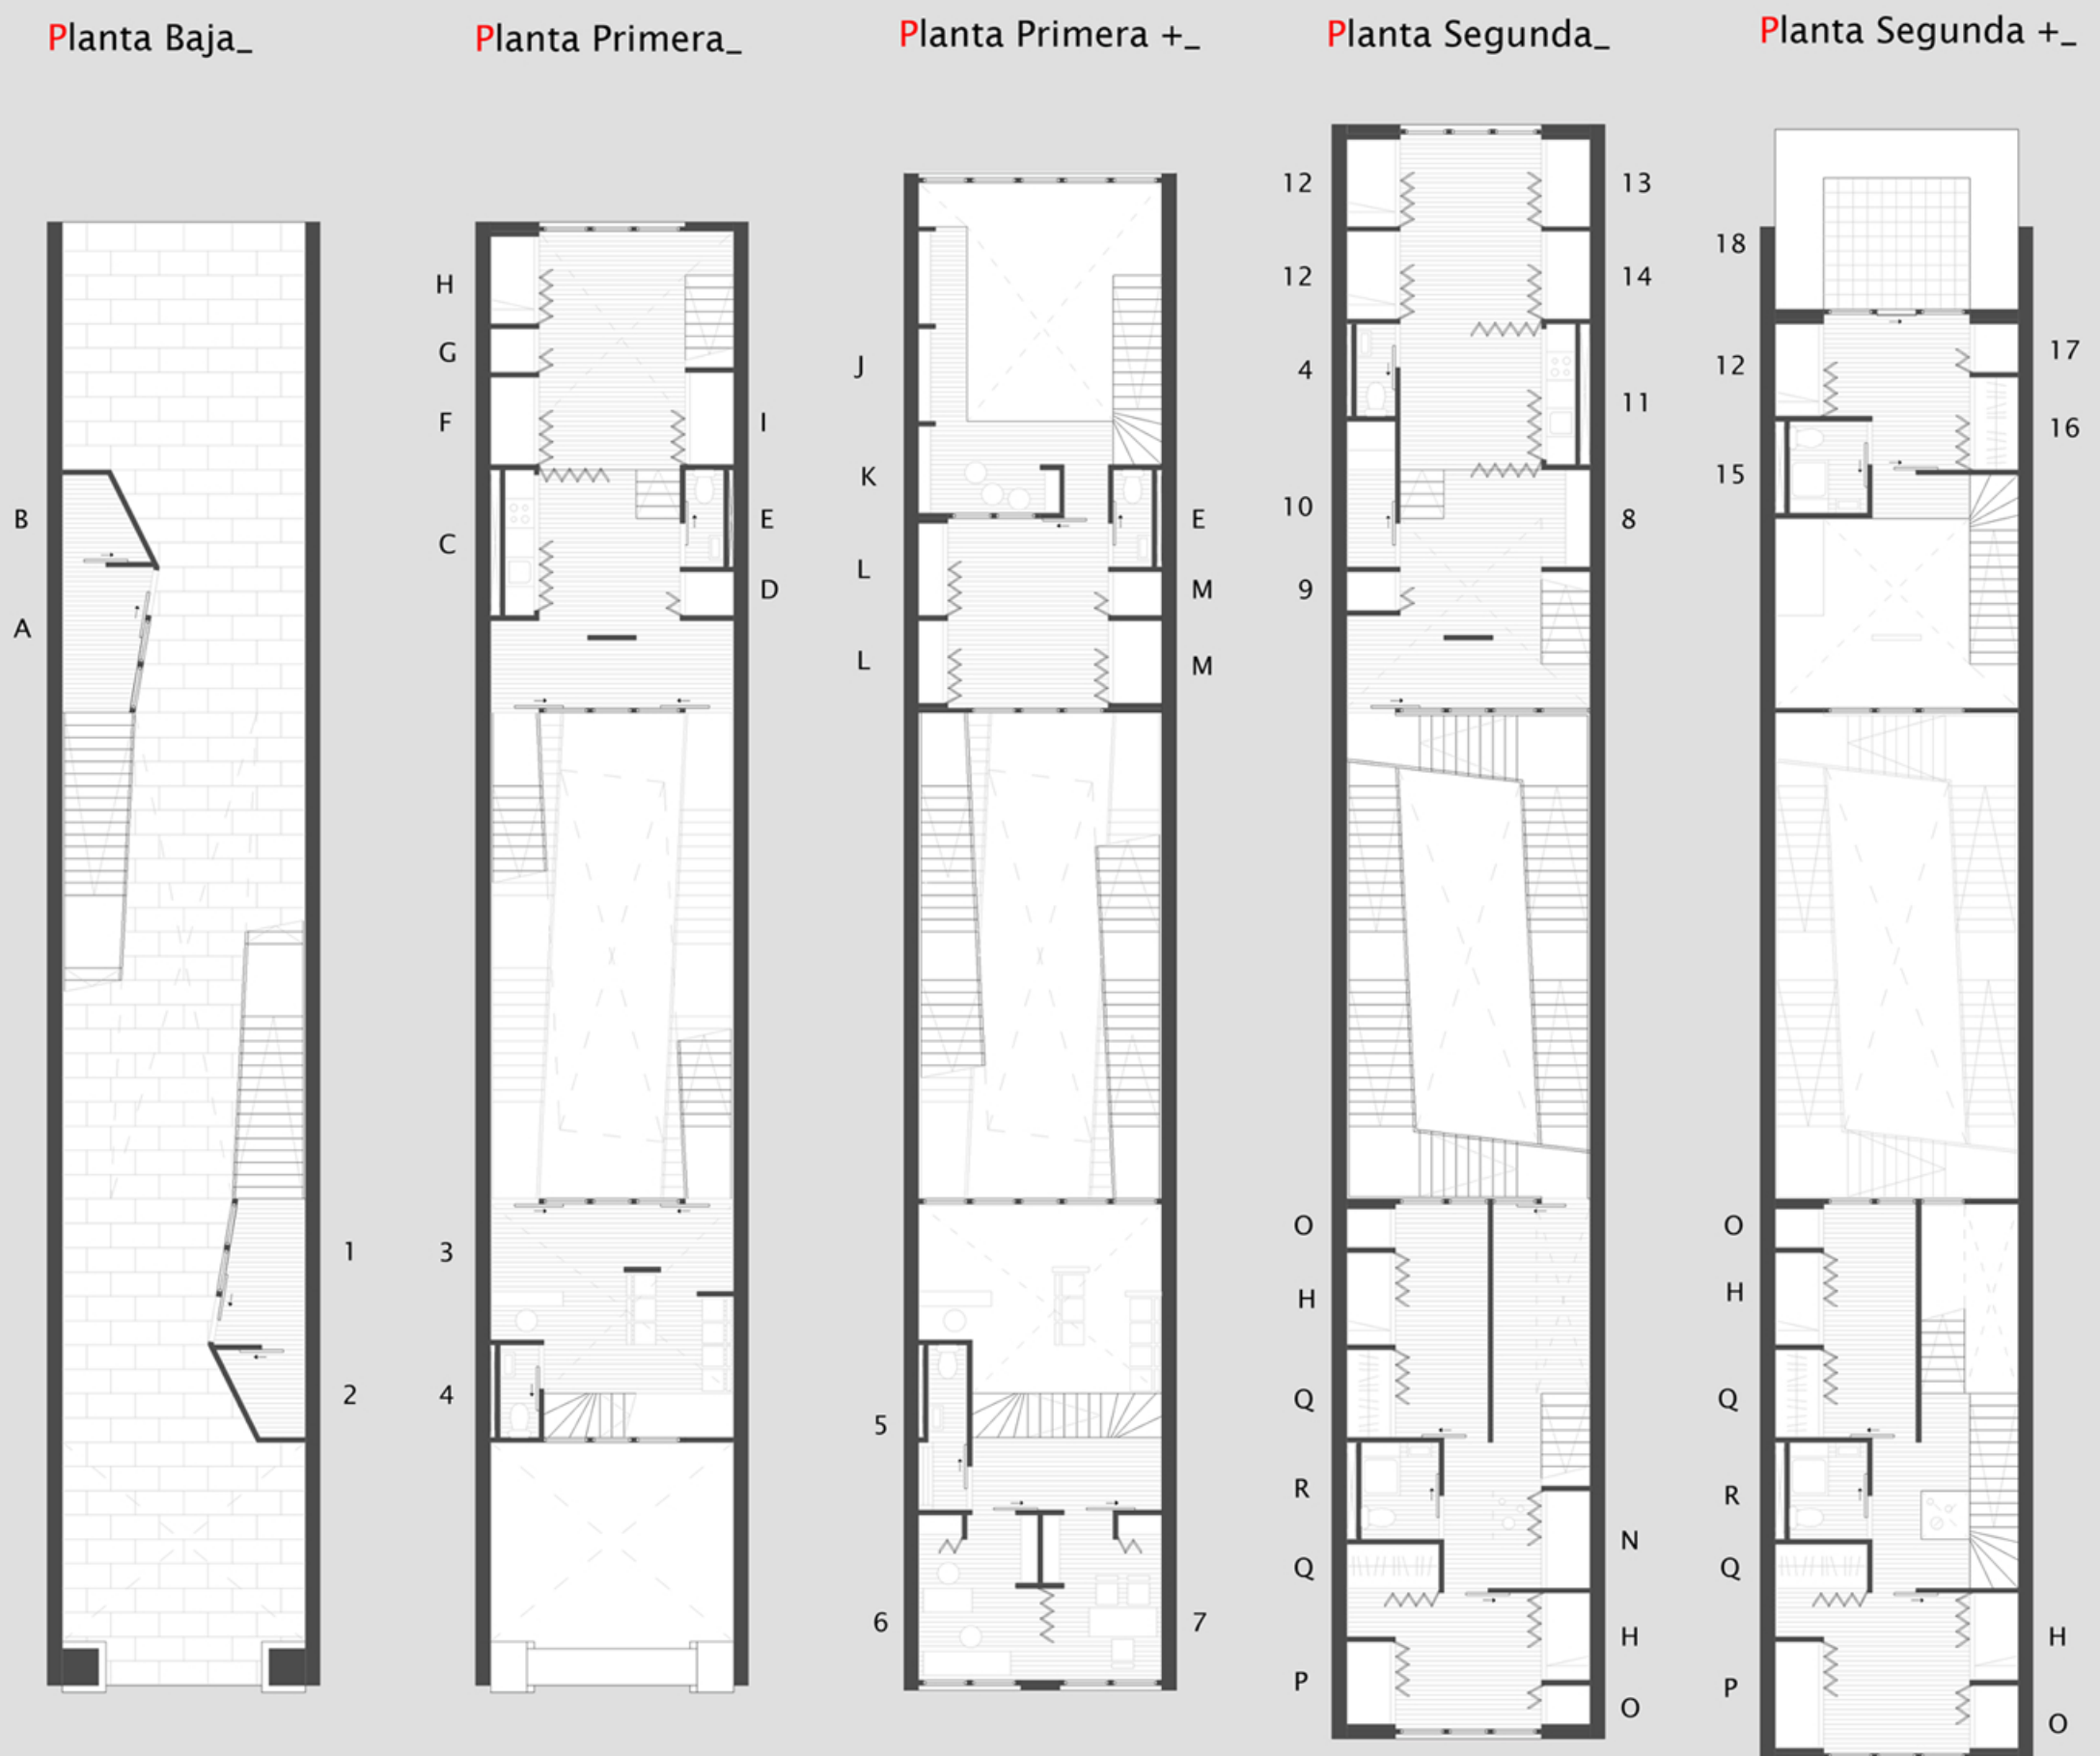 Planta Baja_
Planta Primera_
Planta Primera +_
Planta Segunda_
Planta Segunda +_
B
A
1
2
H
G
F
I
C
E
D
3
4
J
K
E
L
M
L
M
5
6
7
12
13
12
14
4
11
10
8
9
O
H
Q
R
N
Q
H
P
O
18
17
12
16
15
O
H
Q
R
Q
H
P
O